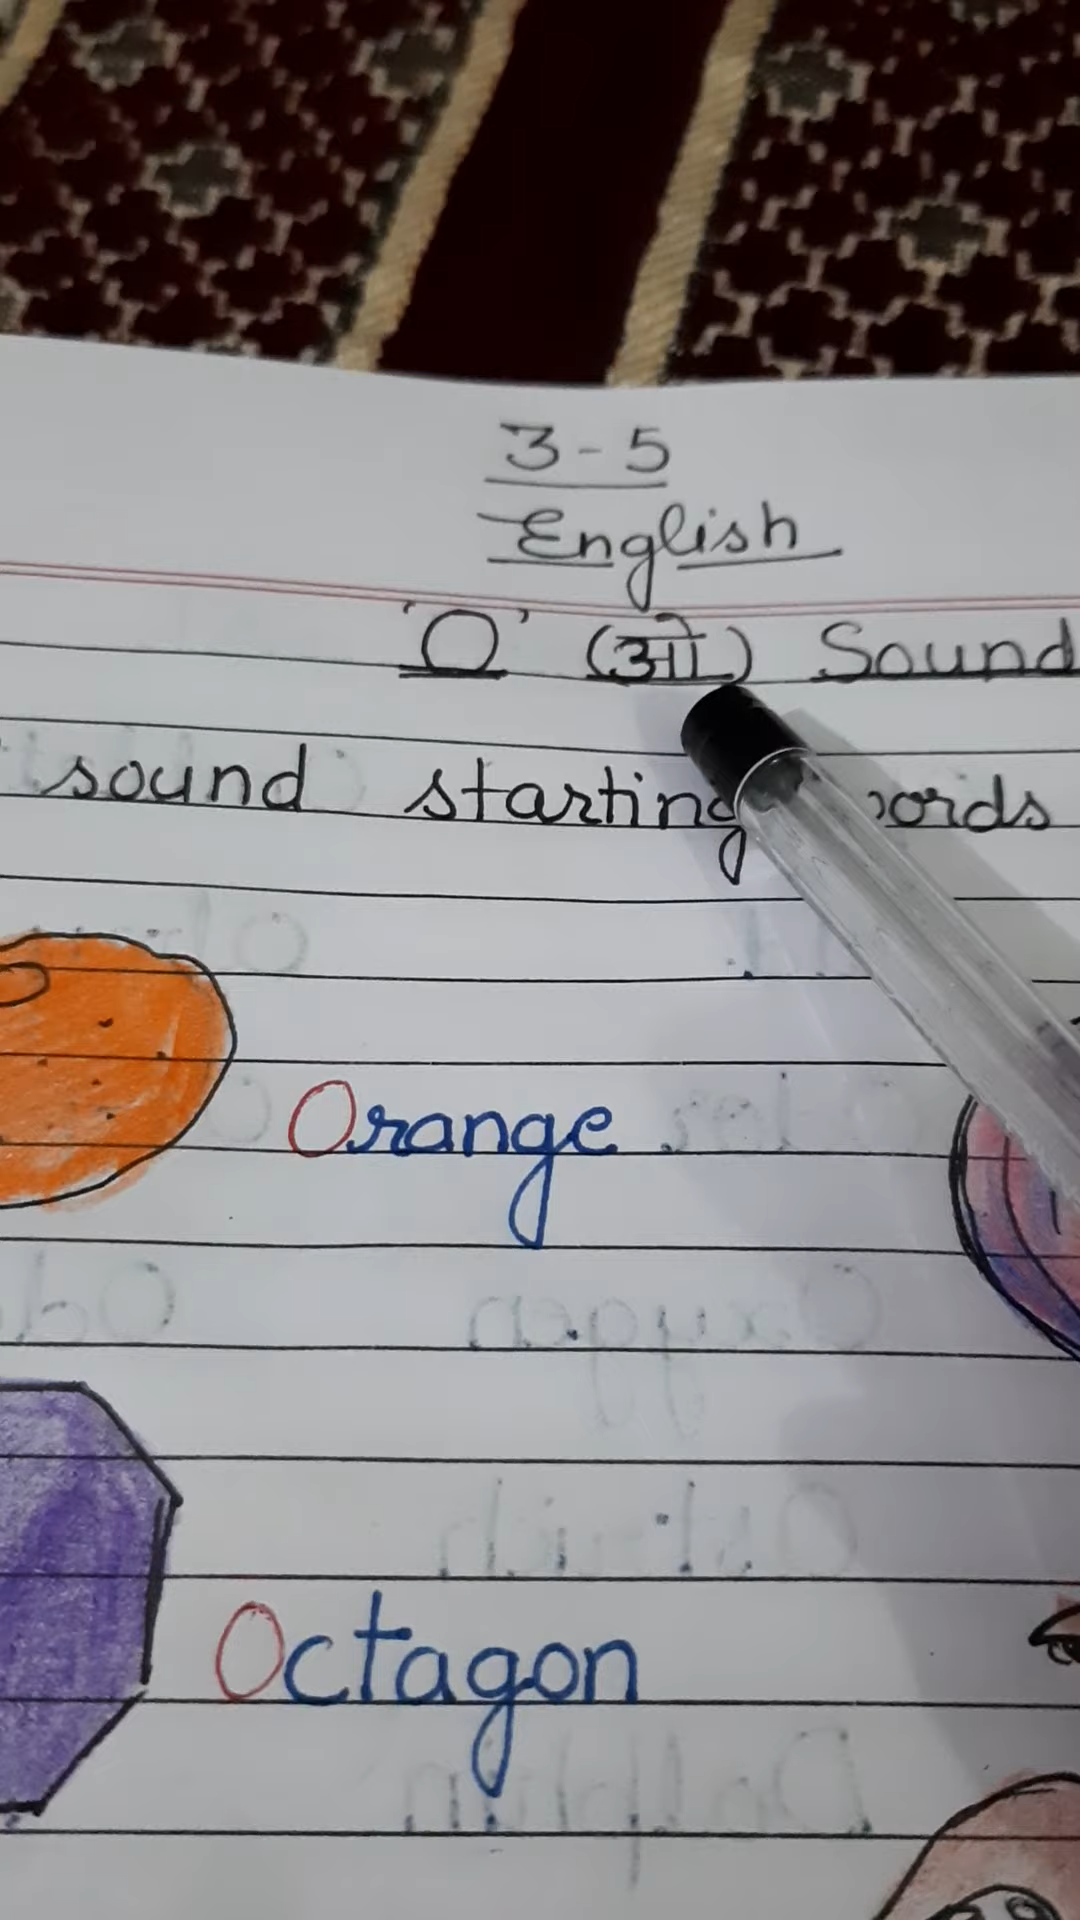 3-5
English
'O' (ओ) Sound
sound starting
Orange
Octagon